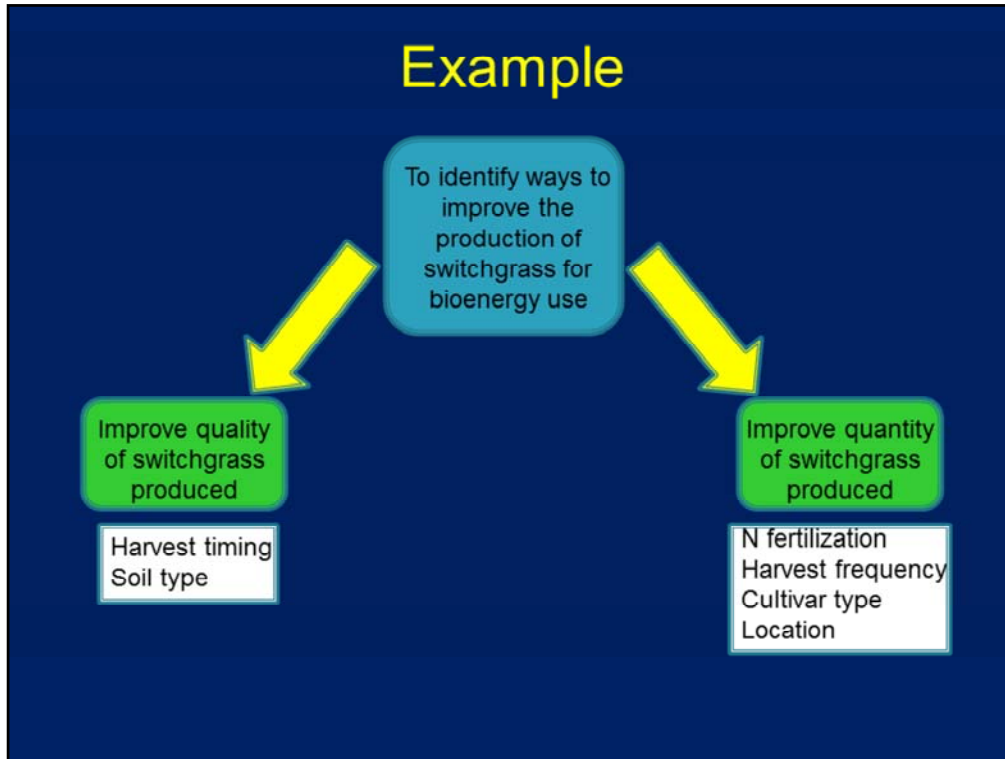 Example
To identify ways to
improve the
production of
switchgrass for
bioenergy use
Improve quality
of switchgrass
produced
Harvest timing
Soil type
Improve quantity
of switchgrass
produced
N fertilization
Harvest frequency
Cultivar type
Location